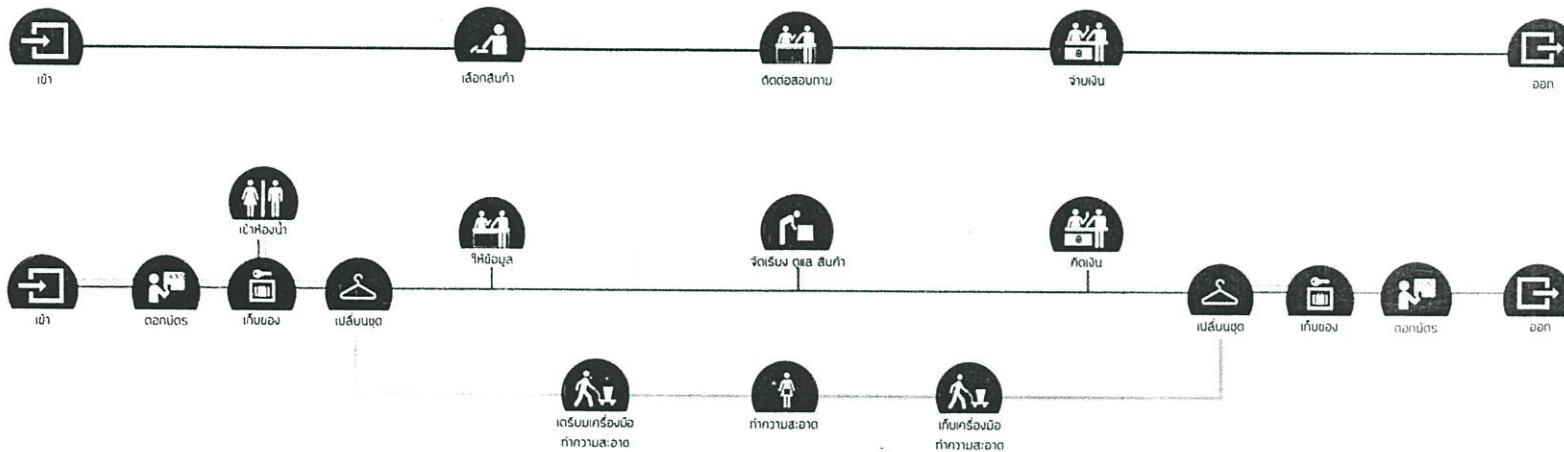 เข้า
เลือกสินค้า
ติดต่อสอบถาม
จ่ายเงิน
ออก
เข้าห้องน้ำ
ให้ข้อมูล
จัดเรียง ดูแล สินค้า
คิดเงิน
เข้า
ตอกบัตร
เก็บของ
เปลี่ยนชุด
เปลี่ยนชุด
เก็บของ
ตอกบัตร
ออก
เตรียมเครื่องมือ
ทำความสะอาด
ทำความสะอาด
เก็บเครื่องมือ
ทำความสะอาด